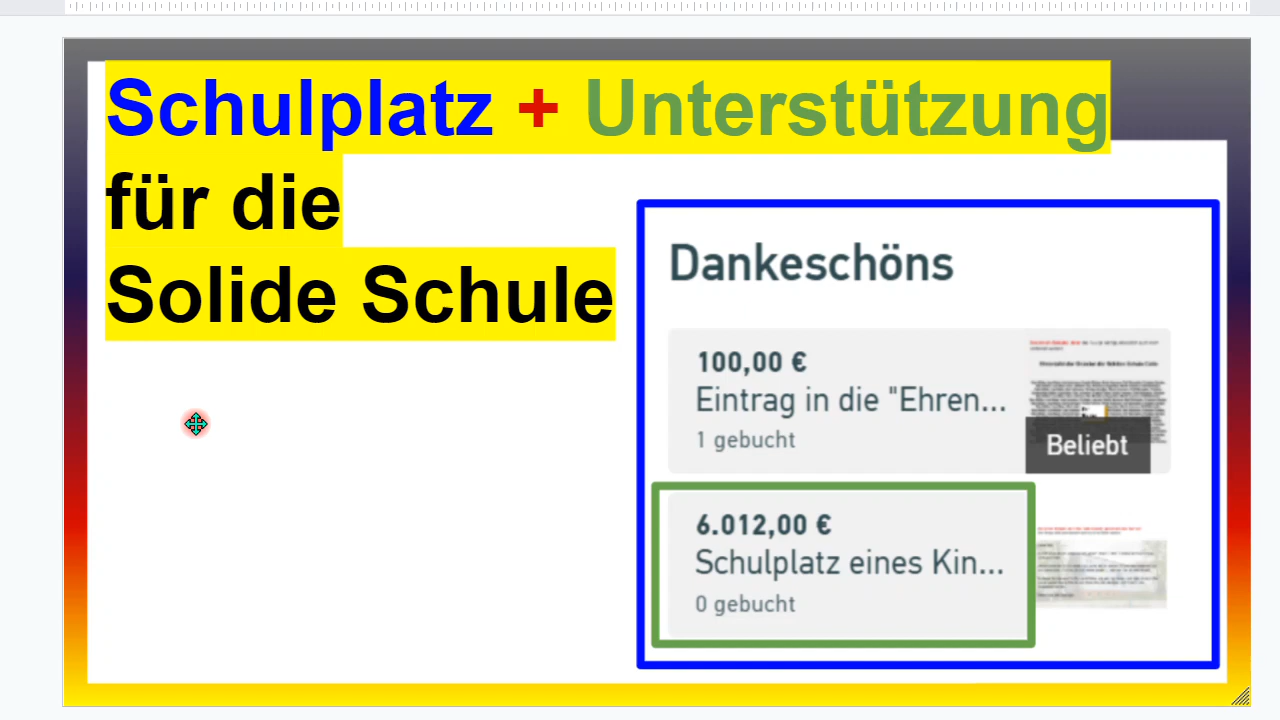 Schulplatz + Unterstützung
für die
Solide Schule
Dankeschöns
100,00 €
Eintrag in die "Ehren...
1 gebucht
Beliebt
6.012,00 €
Schulplatz eines Kin...
0 gebucht